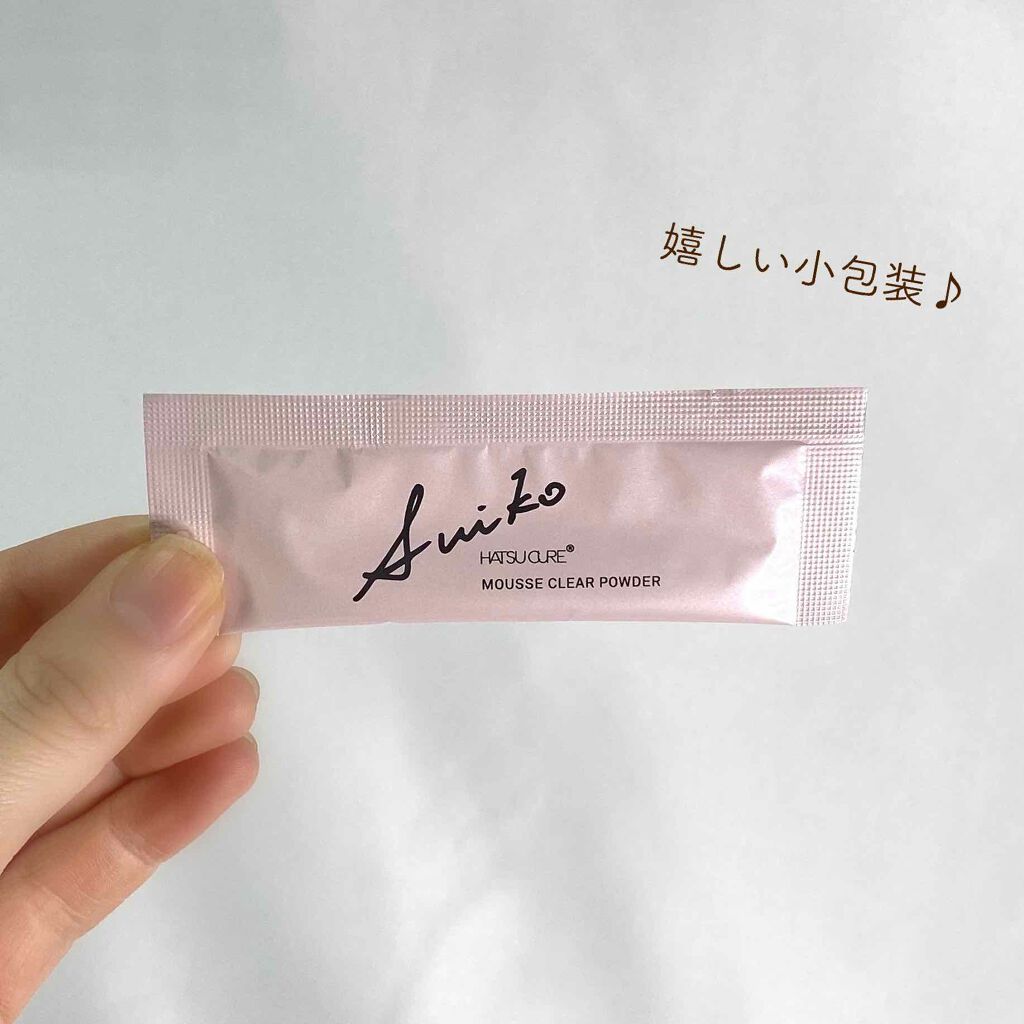 嬉しい小包装♪
Suiko
HATSU CURE®
MOUSSE CLEAR POWDER